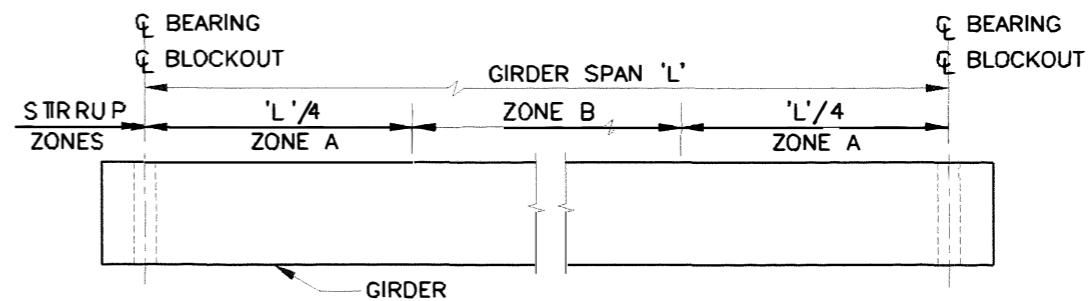 ℄ BEARING
℄ BLOCKOUT
℄ BEARING
℄ BLOCKOUT
GIRDER SPAN 'L'
STIRRUP
ZONES
'L'/4
ZONE A
ZONE B
'L'/4
ZONE A
GIRDER